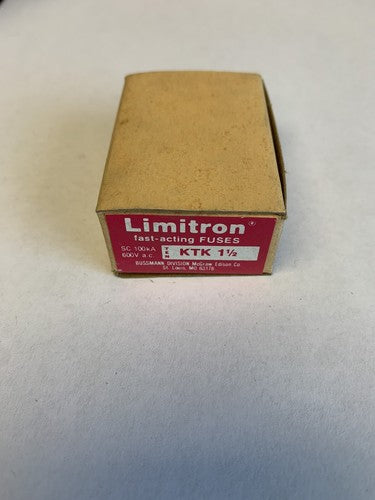 Limitron®
fast-acting FUSES
SC 100kA
600V a.c.
TEN
KTK 1½
BUSSMANN DIVISION McGraw Edison Co.
St. Louis, MO 63178